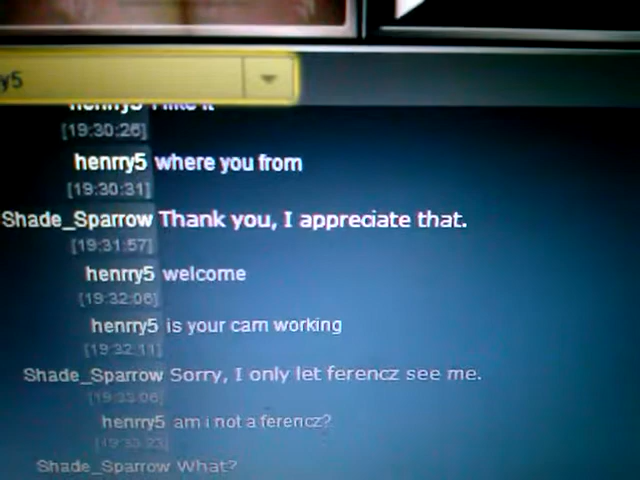 y5
henrry5 I like it
[19:30:26]
henrry5 where you from
[19:30:31]
Shade_Sparrow Thank you, I appreciate that.
[19:31:57]
henrry5 welcome
[19:32:06]
henrry5 is your cam working
[19:32:11]
Shade_Sparrow Sorry, I only let ferencz see me.
[19:33:06]
henrry5 am i not a ferencz?
[19:33:23]
Shade_Sparrow What?